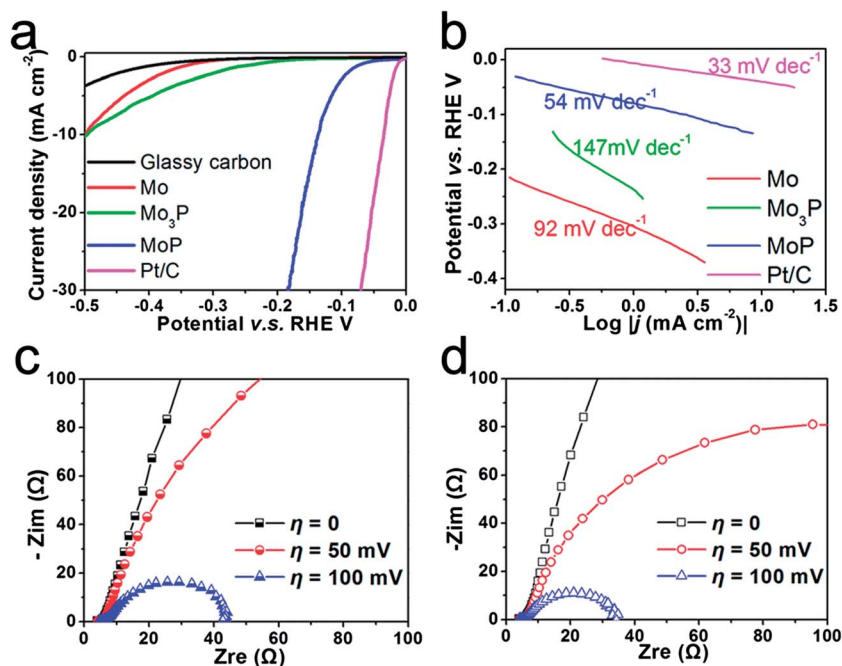 a
Current density (mA cm⁻²)
0
-10
-20
-30
Glassy carbon
Mo
Mo₃P
MoP
Pt/C
-0.5 -0.4 -0.3 -0.2 -0.1 0.0
Potential v.s. RHE V
b
Potential vs. RHE V
0.0
-0.1
-0.2
-0.3
-0.4
33 mV dec⁻¹
54 mV dec⁻¹
147mV dec⁻¹
92 mV dec⁻¹
Mo
Mo₃P
MoP
Pt/C
-1.0 -0.5 0.0 0.5 1.0 1.5
Log |j (mA cm⁻²)|
c
- Zim (Ω)
100
80
60
40
20
0
η = 0
η = 50 mV
η = 100 mV
0 20 40 60 80 100
Zre (Ω)
d
-Zim (Ω)
100
80
60
40
20
0
η = 0
η = 50 mV
η = 100 mV
0 20 40 60 80 100
Zre (Ω)